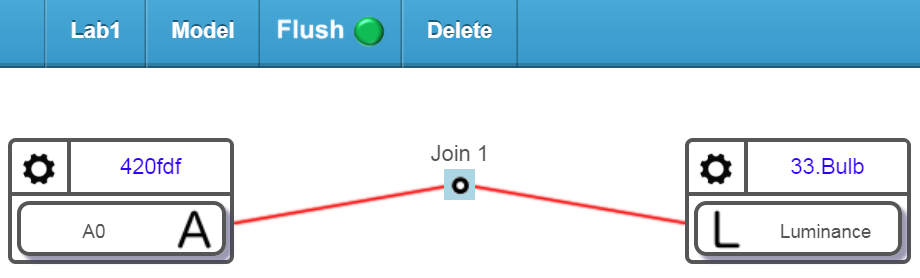 Lab1 Model Flush Delete
Join 1
420fdf
33.Bulb
A0 A
L Luminance